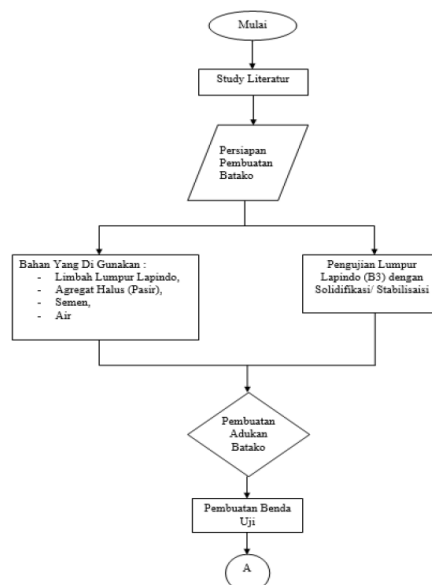 Mulai
Study Literatur
Persiapan
Pembuatan
Batako
Bahan Yang Di Gunakan :
- Limbah Lumpur Lapindo,
- Agregat Halus (Pasir),
- Semen,
- Air
Pengujian Lumpur
Lapindo (B3) dengan
Solidifikasi/ Stabilisaisi
Pembuatan
Adukan
Batako
Pembuatan Benda
Uji
A